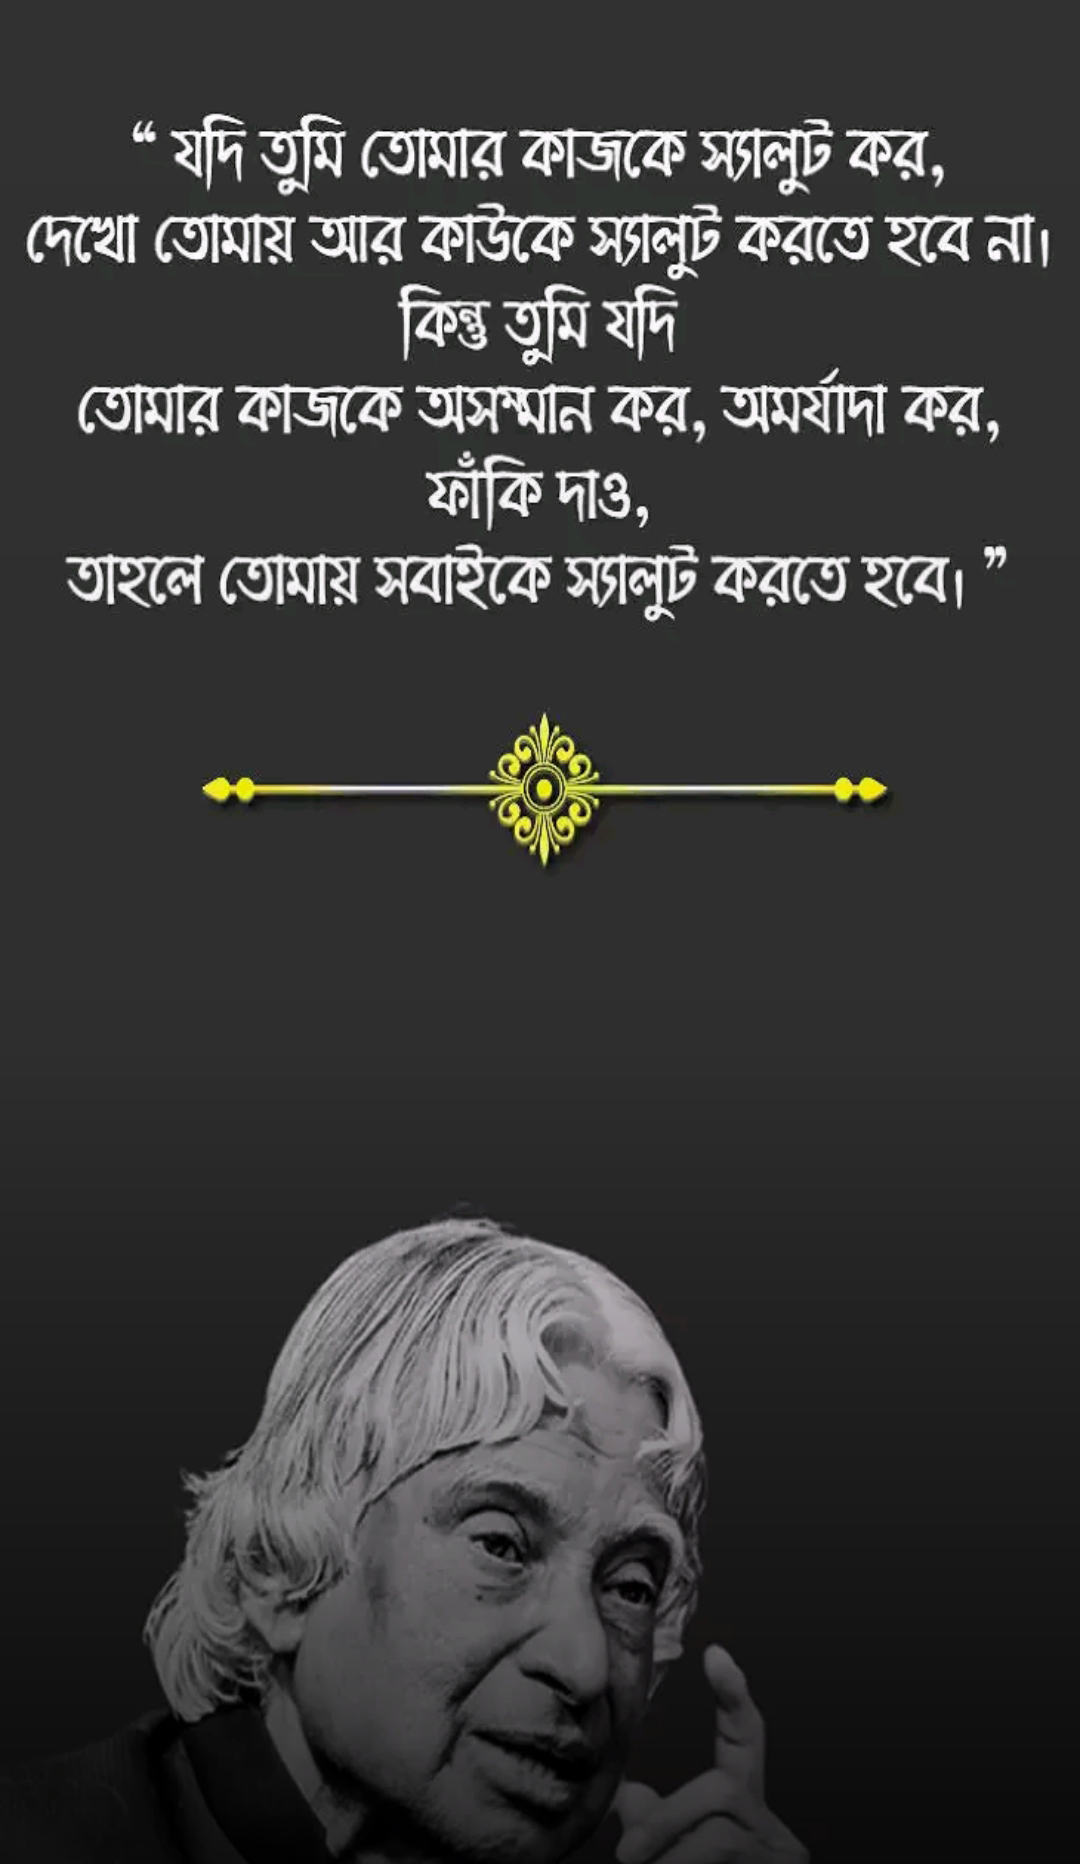 “ যদি তুমি তোমার কাজকে স্যালুট কর,
দেখো তোমায় আর কাউকে স্যালুট করতে হবে না।
কিন্তু তুমি যদি
তোমার কাজকে অসম্মান কর, অমর্যাদা কর,
ফাঁকি দাও,
তাহলে তোমায় সবাইকে স্যালুট করতে হবে। ”